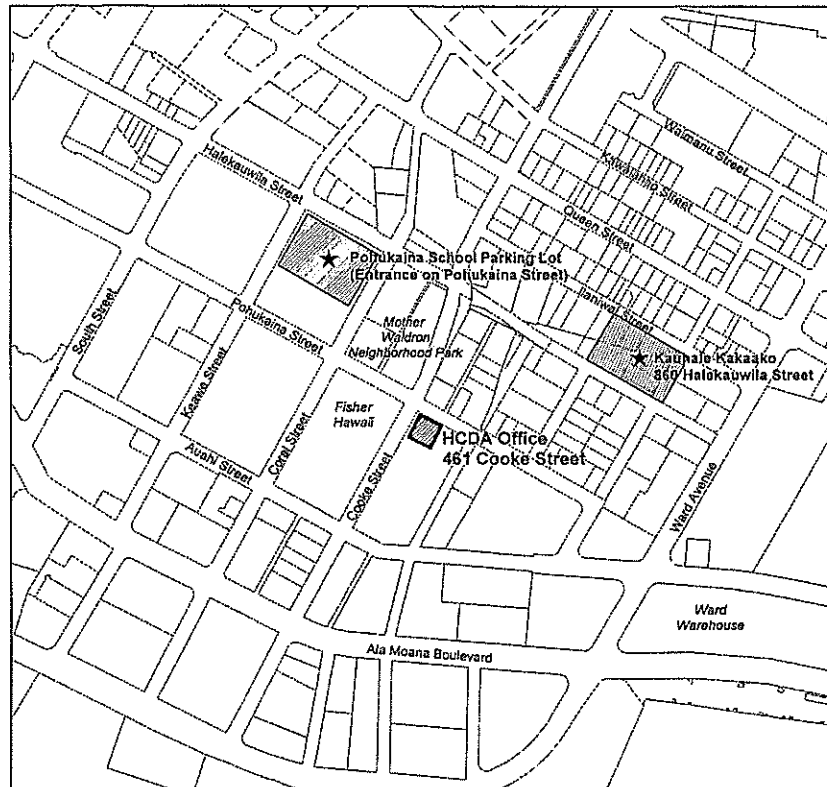 Waimanu Street
Kawaiahao Street
Halekauwila Street
Queen Street
Pohukaina School Parking Lot
(Entrance on Pohukaina Street)
Ilaniwai Street
South Street
Pohukaina Street
Mother
Waldron
Neighborhood Park
Kauhale Kakaako
860 Halekauwila Street
Keawe Street
Fisher
Hawaii
Coral Street
HCDA Office
461 Cooke Street
Auahi Street
Cooke Street
Ward Avenue
Ward
Warehouse
Ala Moana Boulevard